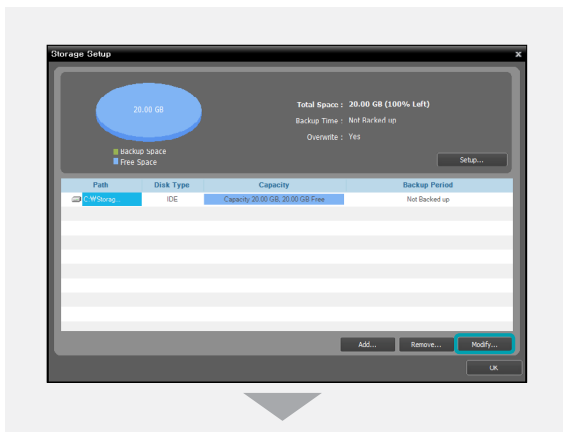 Storage Setup
20.00 GB
Backup Space
Free Space
Total Space : 20.00 GB (100% Left)
Backup Time : Not Backed up
Overwrite : Yes
Setup...
Path Disk Type Capacity Backup Period
C:\Storag... IDE Capacity 20.00 GB, 20.00 GB Free Not Backed up
Add... Remove... Modify...
OK